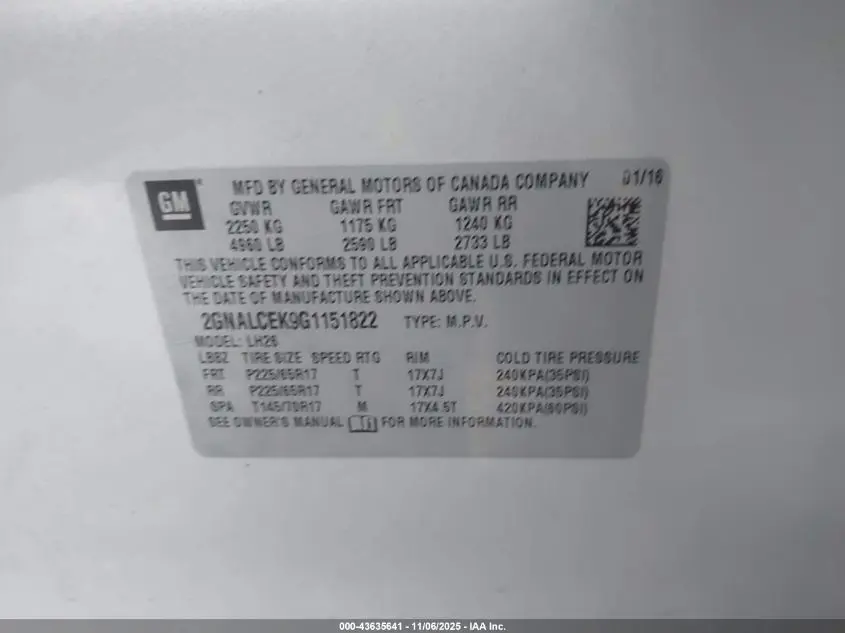 GM
MFD BY GENERAL MOTORS OF CANADA COMPANY 01/16
GVWR GAWR FRT GAWR RR
2250 KG 1175 KG 1240 KG
4960 LB 2590 LB 2733 LB
THIS VEHICLE CONFORMS TO ALL APPLICABLE U.S. FEDERAL MOTOR
VEHICLE SAFETY AND THEFT PREVENTION STANDARDS IN EFFECT ON
THE DATE OF MANUFACTURE SHOWN ABOVE.
2GNALCEK9G1151822 TYPE: M.P.V.
MODEL: LH26
LBBZ TIRE SIZE SPEED RTG RIM COLD TIRE PRESSURE
FRT P225/65R17 T 17X7J 240KPA(35PSI)
RR P225/65R17 T 17X7J 240KPA(35PSI)
SPA T145/70R17 M 17X4.5T 420KPA(60PSI)
SEE OWNER'S MANUAL FOR MORE INFORMATION.
000-43635641 - 11/06/2025 - IAA Inc.